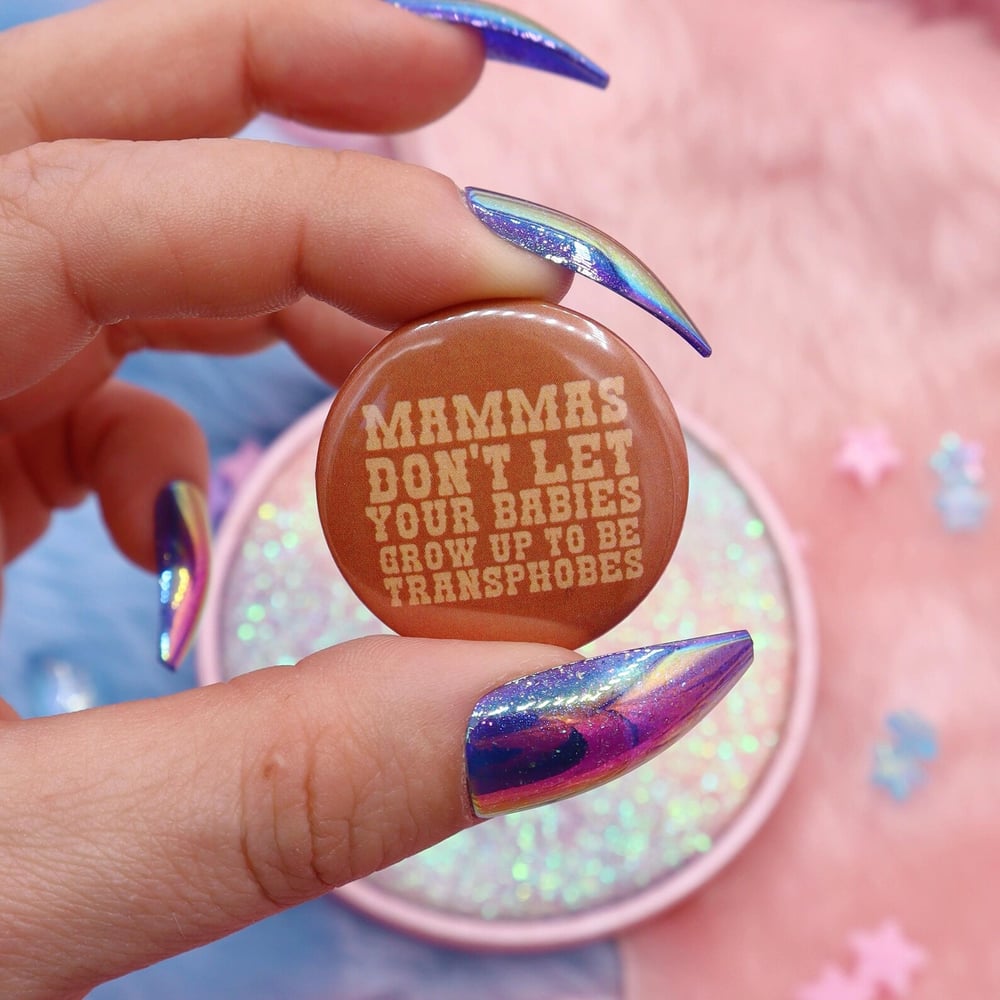 MAMMAS
DON'T LET
YOUR BABIES
GROW UP TO BE
TRANSPHOBES